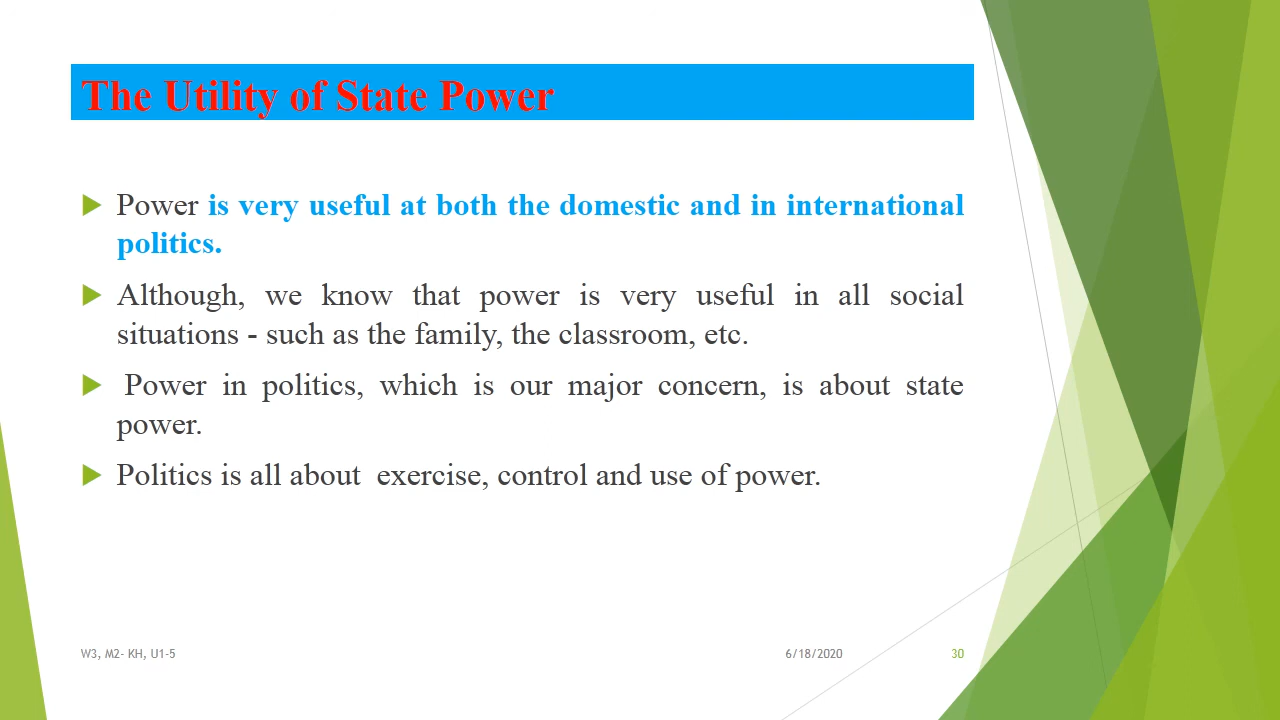 The Utility of State Power
Power is very useful at both the domestic and in international
politics.
Although, we know that power is very useful in all social
situations - such as the family, the classroom, etc.
Power in politics, which is our major concern, is about state
power.
Politics is all about exercise, control and use of power.
W3, M2- KH, U1-5
6/18/2020
30